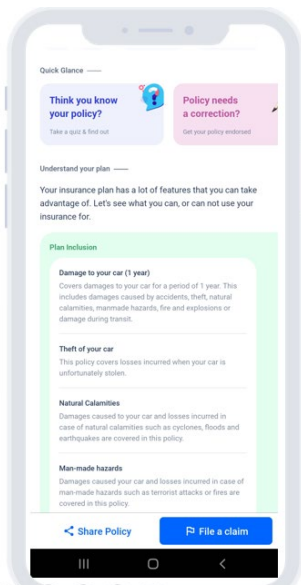 Quick Glance
Think you know
your policy?
Take a quiz & find out
Policy needs
a correction?
Get your policy endorsed
Understand your plan
Your insurance plan has a lot of features that you can take
advantage of. Let's see what you can, or can not use your
insurance for.
Plan Inclusion
Damage to your car (1 year)
Covers damages to your car for a period of 1 year. This
includes damages caused by accidents, theft, natural
calamities, manmade hazards, fire and explosions or
damage during transit.
Theft of your car
This policy covers losses incurred when your car is
unfortunately stolen.
Natural Calamities
Damages caused to your car and losses incurred in
case of natural calamities such as cyclones, floods and
earthquakes are covered in this policy.
Man-made hazards
Damages caused your car and losses incurred in case of
man-made hazards such as terrorist attacks or fires are
covered in this policy.
Share Policy
File a claim